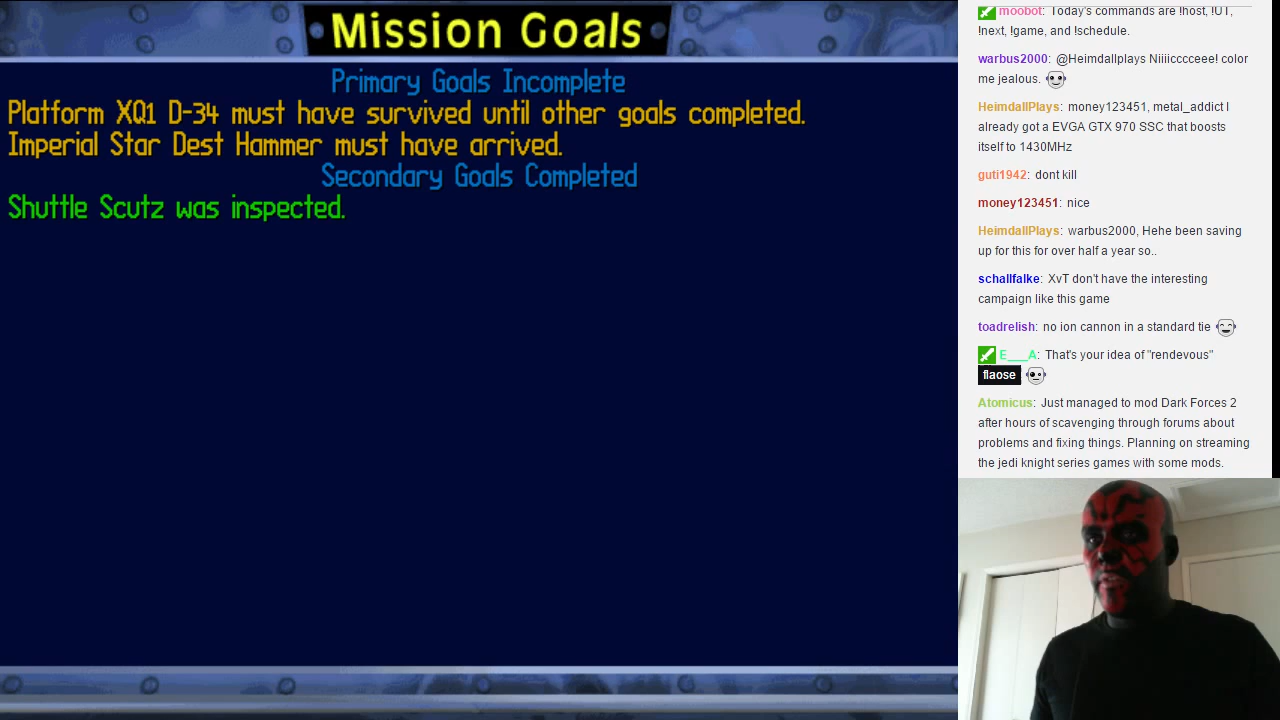 Mission Goals
Primary Goals Incomplete
Platform XQ1 D-34 must have survived until other goals completed.
Imperial Star Dest Hammer must have arrived.
Secondary Goals Completed
Shuttle Scutz was inspected.
moobot: Today's commands are !host, !UT,
!next, !game, and !schedule.
warbus2000: @Heimdallplays Niiiiccceee! color
me jealous.
HeimdallPlays: money123451, metal_addict I
already got a EVGA GTX 970 SSC that boosts
itself to 1430MHz
guti1942: dont kill
money123451: nice
HeimdallPlays: warbus2000, Hehe been saving
up for this for over half a year so..
schallfalke: XvT don't have the interesting
campaign like this game
toadrelish: no ion cannon in a standard tie
E___A: That's your idea of "rendevous"
flaose
Atomicus: Just managed to mod Dark Forces 2
after hours of scavenging through forums about
problems and fixing things. Planning on streaming
the jedi knight series games with some mods.